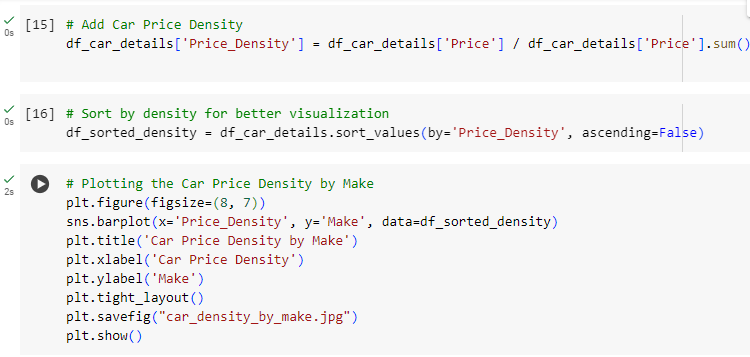 [15] # Add Car Price Density
0s
df_car_details['Price_Density'] = df_car_details['Price'] / df_car_details['Price'].sum()
[16] # Sort by density for better visualization
0s
df_sorted_density = df_car_details.sort_values(by='Price_Density', ascending=False)
# Plotting the Car Price Density by Make
2s
plt.figure(figsize=(8, 7))
sns.barplot(x='Price_Density', y='Make', data=df_sorted_density)
plt.title('Car Price Density by Make')
plt.xlabel('Car Price Density')
plt.ylabel('Make')
plt.tight_layout()
plt.savefig("car_density_by_make.jpg")
plt.show()